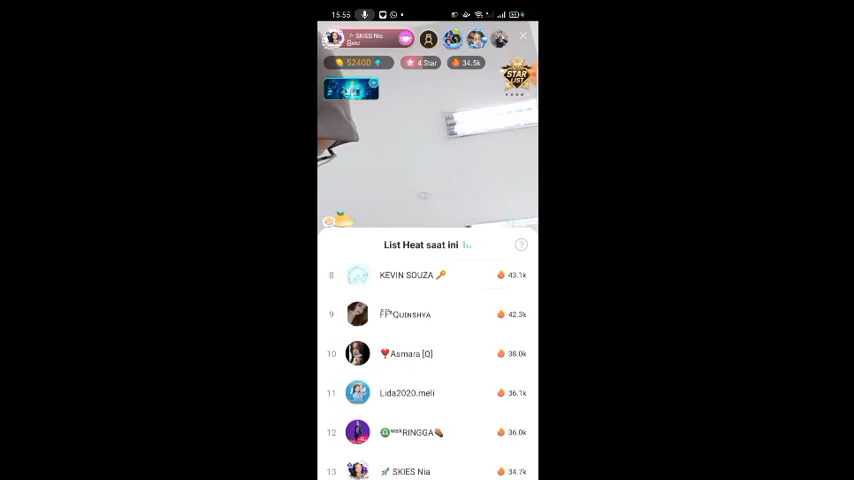 15.55
SKIES Nia
52400
4 Star
34.5k
STAR
LIST
List Heat saat ini
?
8 KEVIN SOUZA 43.1k
9 QUINSHYA 42.3k
10 Asmara [Q] 38.0k
11 Lida2020.meli 36.1k
12 RINGGA 36.0k
13 SKIES Nia 34.7k